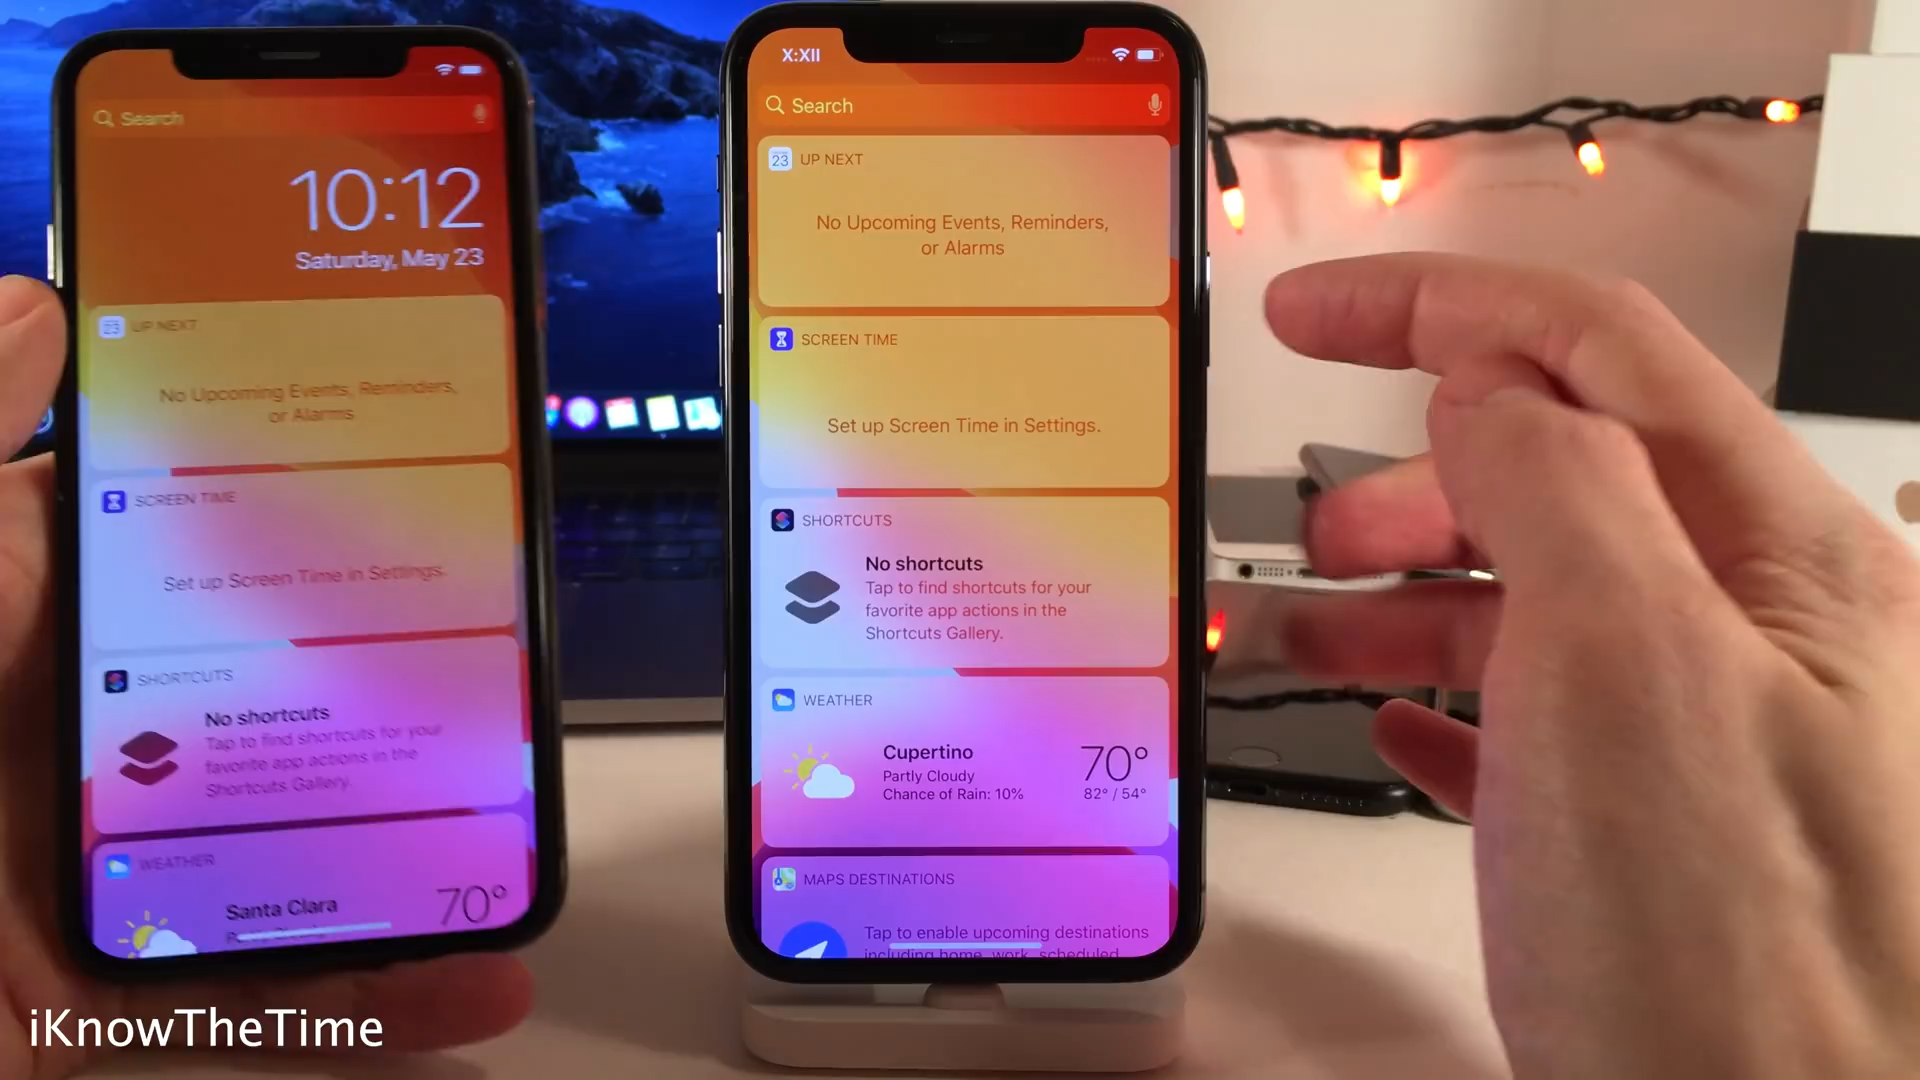 Search
10:12
Saturday, May 23
23 UP NEXT
No Upcoming Events, Reminders,
or Alarms
SCREEN TIME
Set up Screen Time in Settings.
SHORTCUTS
No shortcuts
Tap to find shortcuts for your
favorite app actions in the
Shortcuts Gallery.
WEATHER
Santa Clara
70°
X:XII
Search
23 UP NEXT
No Upcoming Events, Reminders,
or Alarms
SCREEN TIME
Set up Screen Time in Settings.
SHORTCUTS
No shortcuts
Tap to find shortcuts for your
favorite app actions in the
Shortcuts Gallery.
WEATHER
Cupertino
70°
Partly Cloudy
Chance of Rain: 10%
82° / 54°
MAPS DESTINATIONS
Tap to enable upcoming destinations
including home, work, scheduled
iKnowTheTime